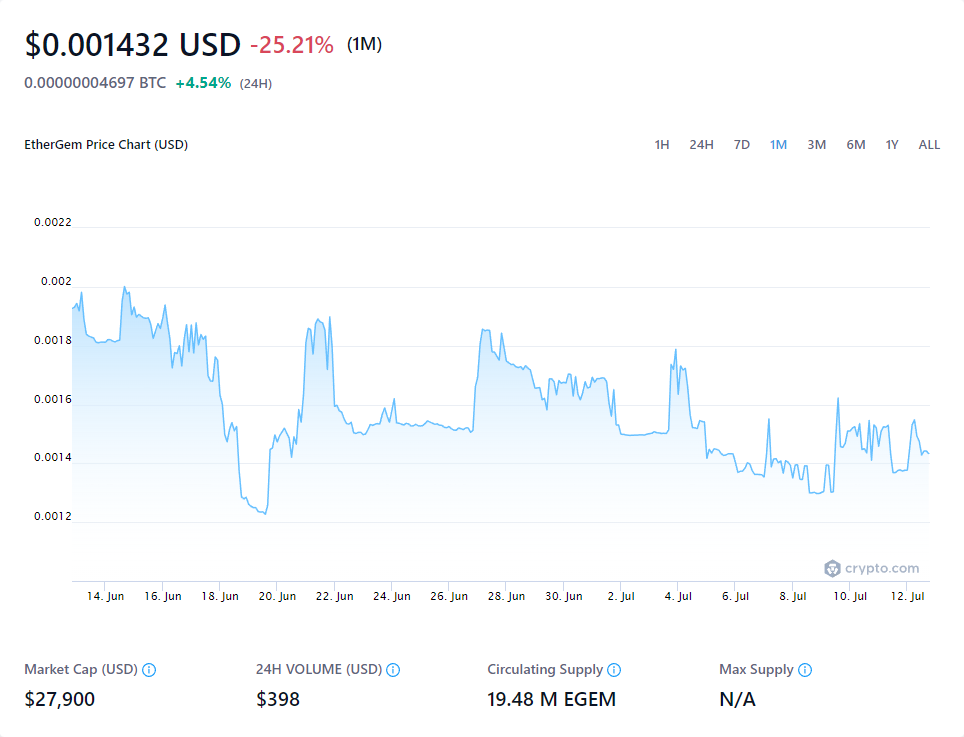 $0.001432 USD -25.21% (1M)
0.00000004697 BTC +4.54% (24H)
EtherGem Price Chart (USD) 1H 24H 7D 1M 3M 6M 1Y ALL
0.0022
0.002
0.0018
0.0016
0.0014
0.0012
crypto.com
14. Jun 16. Jun 18. Jun 20. Jun 22. Jun 24. Jun 26. Jun 28. Jun 30. Jun 2. Jul 4. Jul 6. Jul 8. Jul 10. Jul 12. Jul
Market Cap (USD) 24H VOLUME (USD) Circulating Supply Max Supply
$27,900 $398 19.48 M EGEM N/A